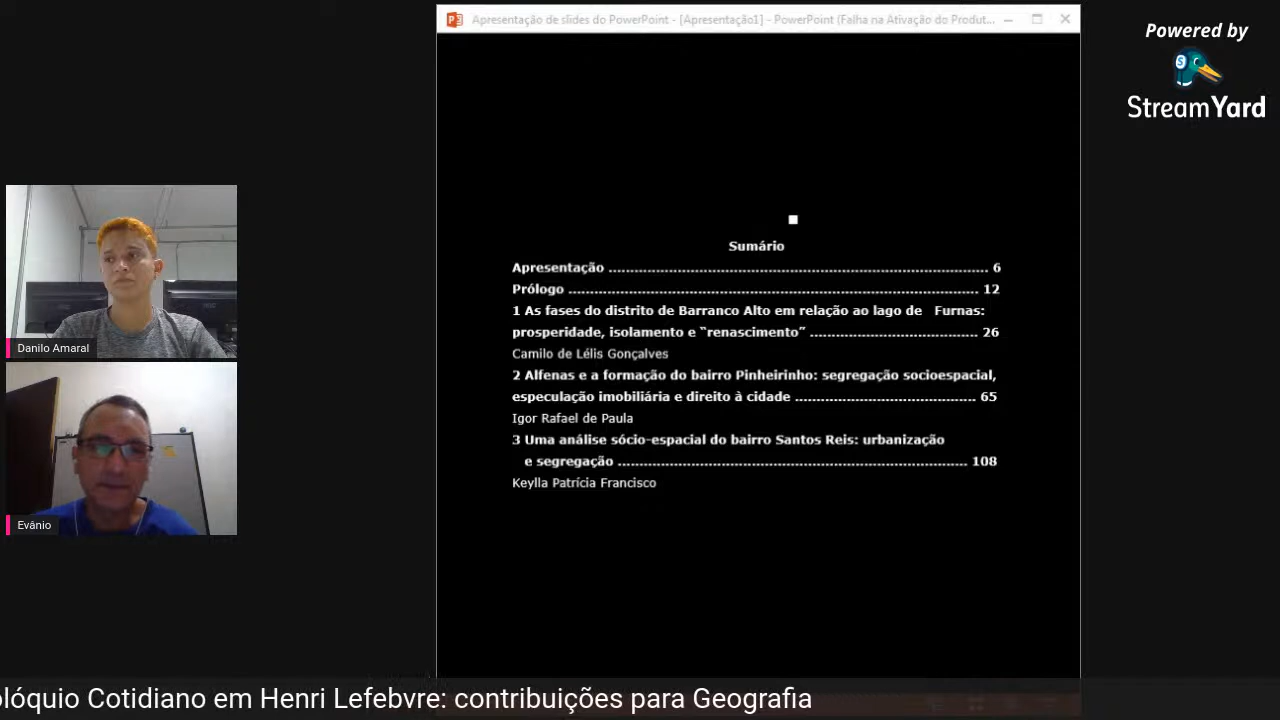 Apresentação de slides do PowerPoint - [Apresentação1] - PowerPoint (Falha na Ativação do Produt...
Powered by
StreamYard
Sumário
Apresentação ........................................................................................ 6
Prólogo ............................................................................................... 12
1 As fases do distrito de Barranco Alto em relação ao lago de Furnas:
prosperidade, isolamento e “renascimento” ....................................... 26
Camilo de Lélis Gonçalves
2 Alfenas e a formação do bairro Pinheirinho: segregação socioespacial,
especulação imobiliária e direito à cidade .......................................... 65
Igor Rafael de Paula
3 Uma análise sócio-espacial do bairro Santos Reis: urbanização
e segregação ................................................................................. 108
Keylla Patrícia Francisco
Danilo Amaral
Evânio
olóquio Cotidiano em Henri Lefebvre: contribuições para Geografia